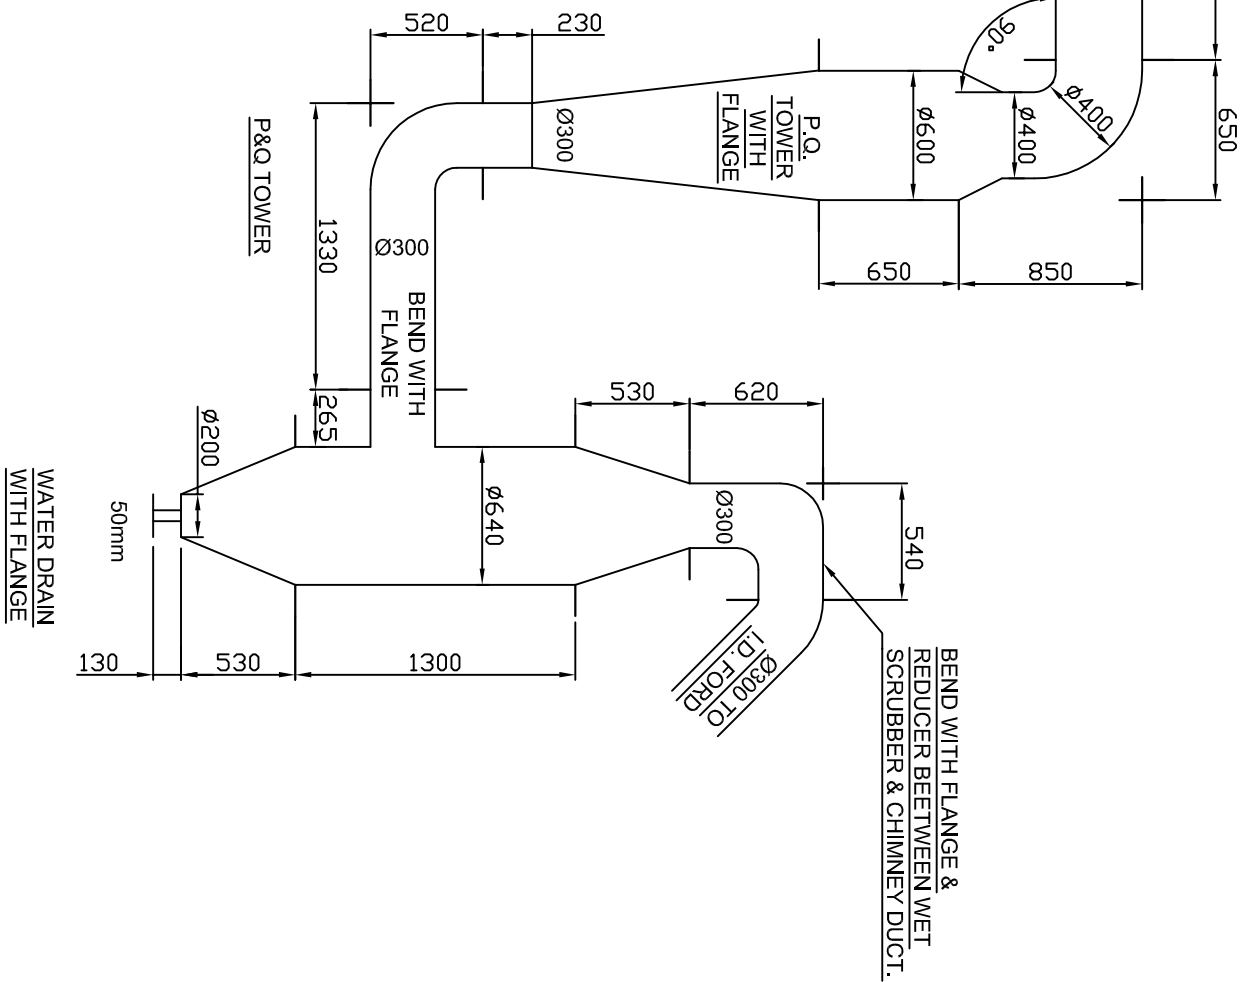 520
230
90°
Ø400
650
Ø300
P.Q.
TOWER
WITH
FLANGE
Ø600
Ø400
P&Q TOWER
1330
Ø300
650
850
BEND WITH
FLANGE
265
530
620
Ø200
Ø640
Ø300
540
50mm
WATER DRAIN
WITH FLANGE
130
530
1300
Ø300 TO
I.D. FORD
BEND WITH FLANGE &
REDUCER BEETWEEN WET
SCRUBBER & CHIMNEY DUCT.